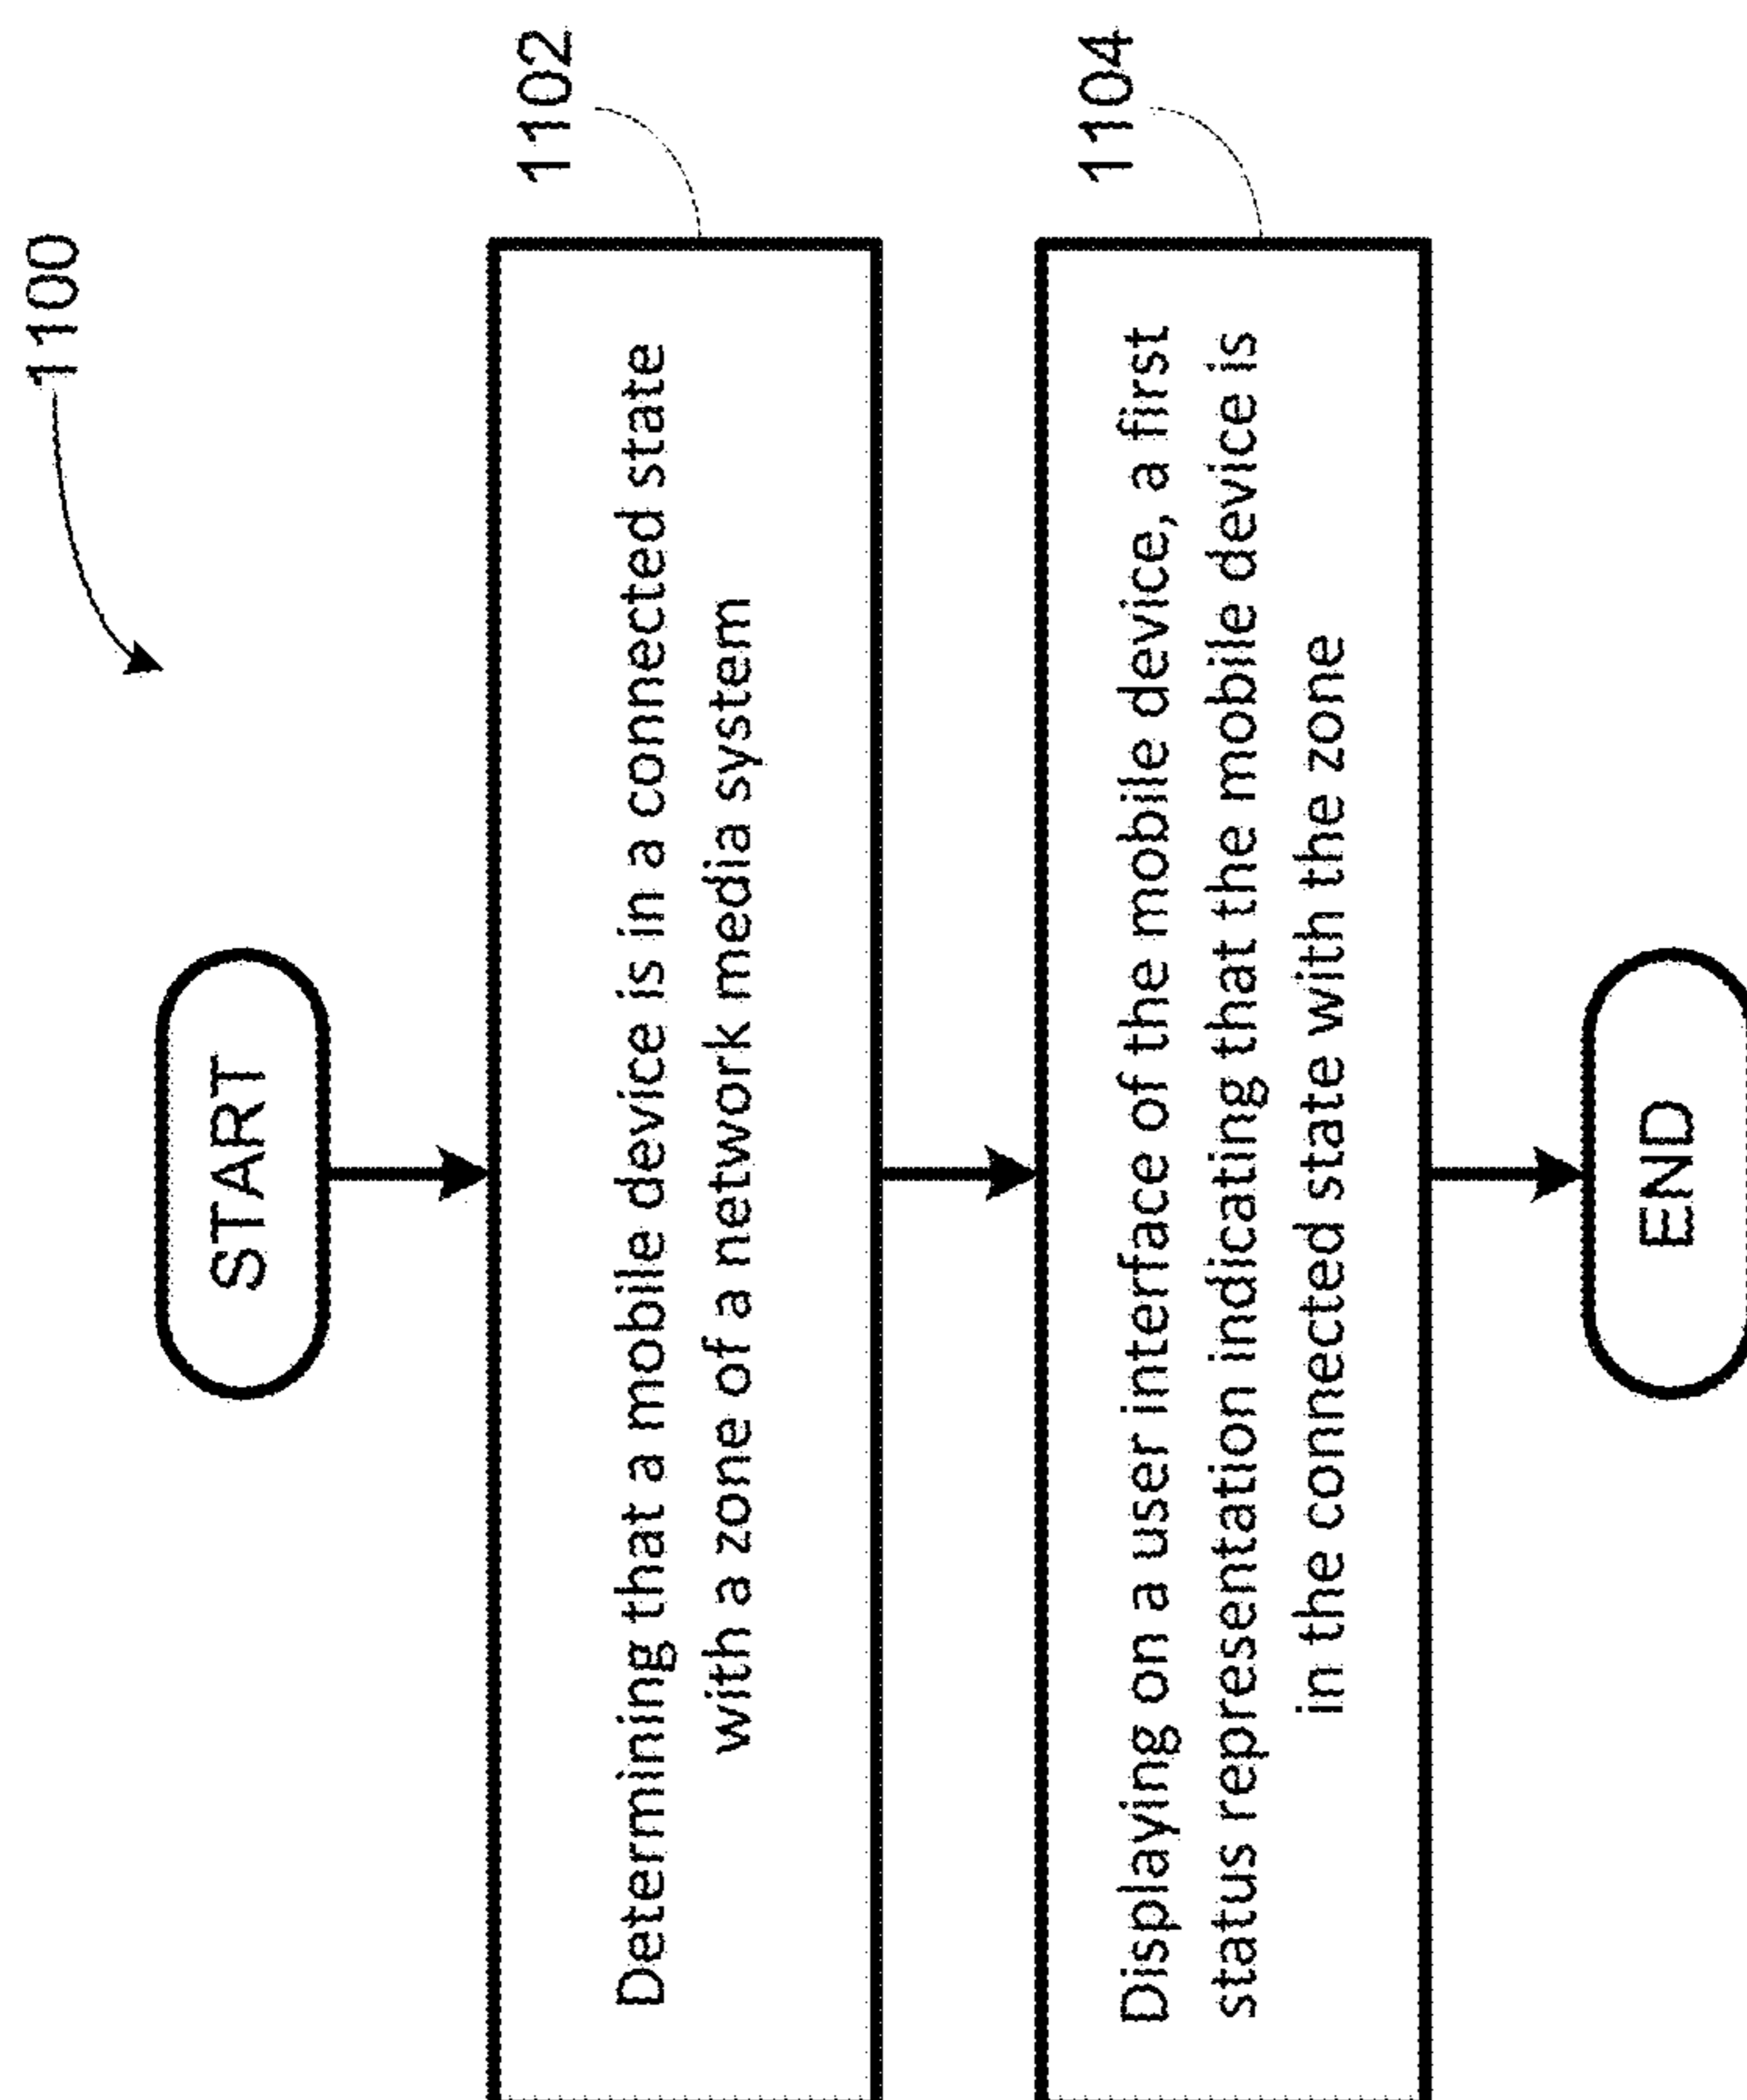 1100
START
1102
Determining that a mobile device is in a connected state
with a zone of a network media system
1104
Displaying on a user interface of the mobile device, a first
status representation indicating that the mobile device is
in the connected state with the zone
END